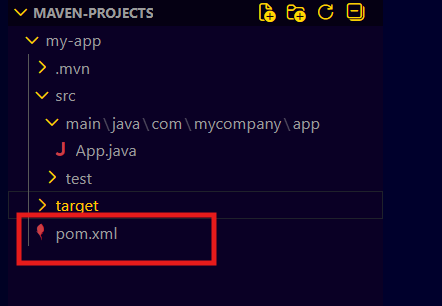 MAVEN-PROJECTS
my-app
.mvn
src
main\java\com\mycompany\app
J App.java
test
target
pom.xml